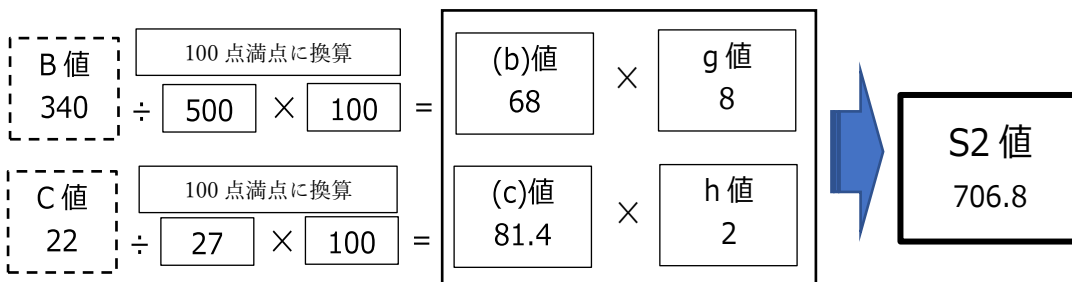 B 値
340
100 点満点に換算
÷ 500 × 100 =
(b)値
68
×
g 値
8
C 値
22
100 点満点に換算
÷ 27 × 100 =
(c)値
81.4
×
h 値
2
S2 値
706.8